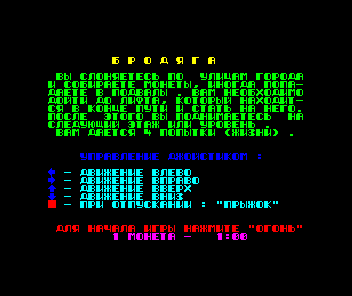 Б Р О Д Я Г А
ВЫ СЛОНЯЕТЕСЬ ПО УЛИЦАМ ГОРОДА
И СОБИРАЕТЕ МОНЕТЫ, ИНОГДА ПОПА-
ДАЕТЕ В ПОДВАЛЫ . ВАМ НЕОБХОДИМО
ДОЙТИ ДО ЛИФТА, КОТОРЫЙ НАХОДИТ-
СЯ В КОНЦЕ ПУТИ И СТАТЬ НА НЕГО.
ПОСЛЕ ЭТОГО ВЫ ПОДНИМАЕТЕСЬ НА
СЛЕДУЮЩИЙ ЭТАЖ ИЛИ УРОВЕНЬ .
ВАМ ДАЕТСЯ 4 ПОПЫТКИ (ЖИЗНИ) .
УПРАВЛЕНИЕ ДЖОЙСТИКОМ :
← - ДВИЖЕНИЕ ВЛЕВО
→ - ДВИЖЕНИЕ ВПРАВО
↑ - ДВИЖЕНИЕ ВВЕРХ
↓ - ДВИЖЕНИЕ ВНИЗ
- ПРИ ОТПУСКАНИИ : "ПРЫЖОК"
ДЛЯ НАЧАЛА ИГРЫ НАЖМИТЕ "ОГОНЬ"
1 МОНЕТА - 1:00